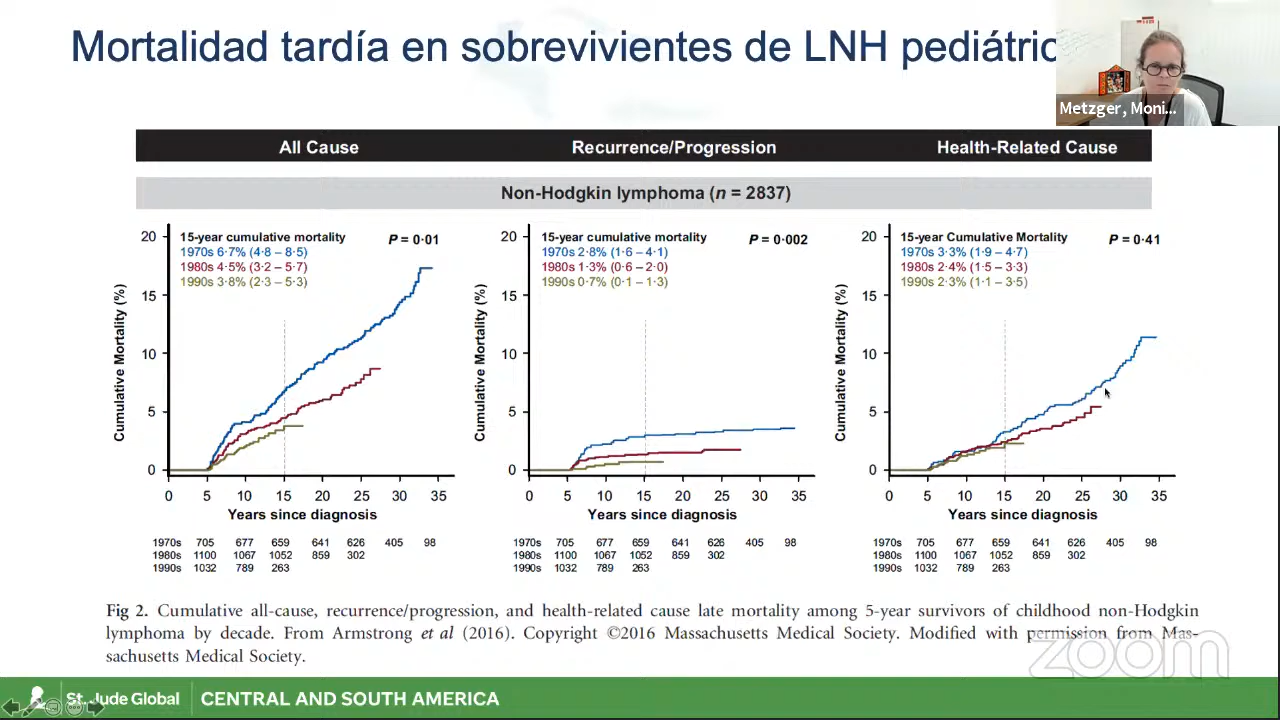 Mortalidad tardía en sobrevivientes de LNH pediátric
Metzger, Moni...
All Cause
Recurrence/Progression
Health-Related Cause
Non-Hodgkin lymphoma (n = 2837)
Cumulative Mortality (%)
20
15
10
5
0
15-year cumulative mortality
P = 0·01
1970s 6·7% (4·8 – 8·5)
1980s 4·5% (3·2 – 5·7)
1990s 3·8% (2·3 – 5·3)
0 5 10 15 20 25 30 35
Years since diagnosis
1970s 705 677 659 641 626 405 98
1980s 1100 1067 1052 859 302
1990s 1032 789 263
Cumulative Mortality (%)
20
15
10
5
0
15-year cumulative mortality
P = 0·002
1970s 2·8% (1·6 – 4·1)
1980s 1·3% (0·6 – 2·0)
1990s 0·7% (0·1 – 1·3)
0 5 10 15 20 25 30 35
Years since diagnosis
1970s 705 677 659 641 626 405 98
1980s 1100 1067 1052 859 302
1990s 1032 789 263
Cumulative Mortality (%)
20
15
10
5
0
15-year Cumulative Mortality
P = 0·41
1970s 3·3% (1·9 – 4·7)
1980s 2·4% (1·5 – 3·3)
1990s 2·3% (1·1 – 3·5)
0 5 10 15 20 25 30 35
Years since diagnosis
1970s 705 677 659 641 626 405 98
1980s 1100 1067 1052 859 302
1990s 1032 789 263
Fig 2. Cumulative all-cause, recurrence/progression, and health-related cause late mortality among 5-year survivors of childhood non-Hodgkin
lymphoma by decade. From Armstrong et al (2016). Copyright ©2016 Massachusetts Medical Society. Modified with permission from Mas-
sachusetts Medical Society.
zoom
St. Jude Global
CENTRAL AND SOUTH AMERICA